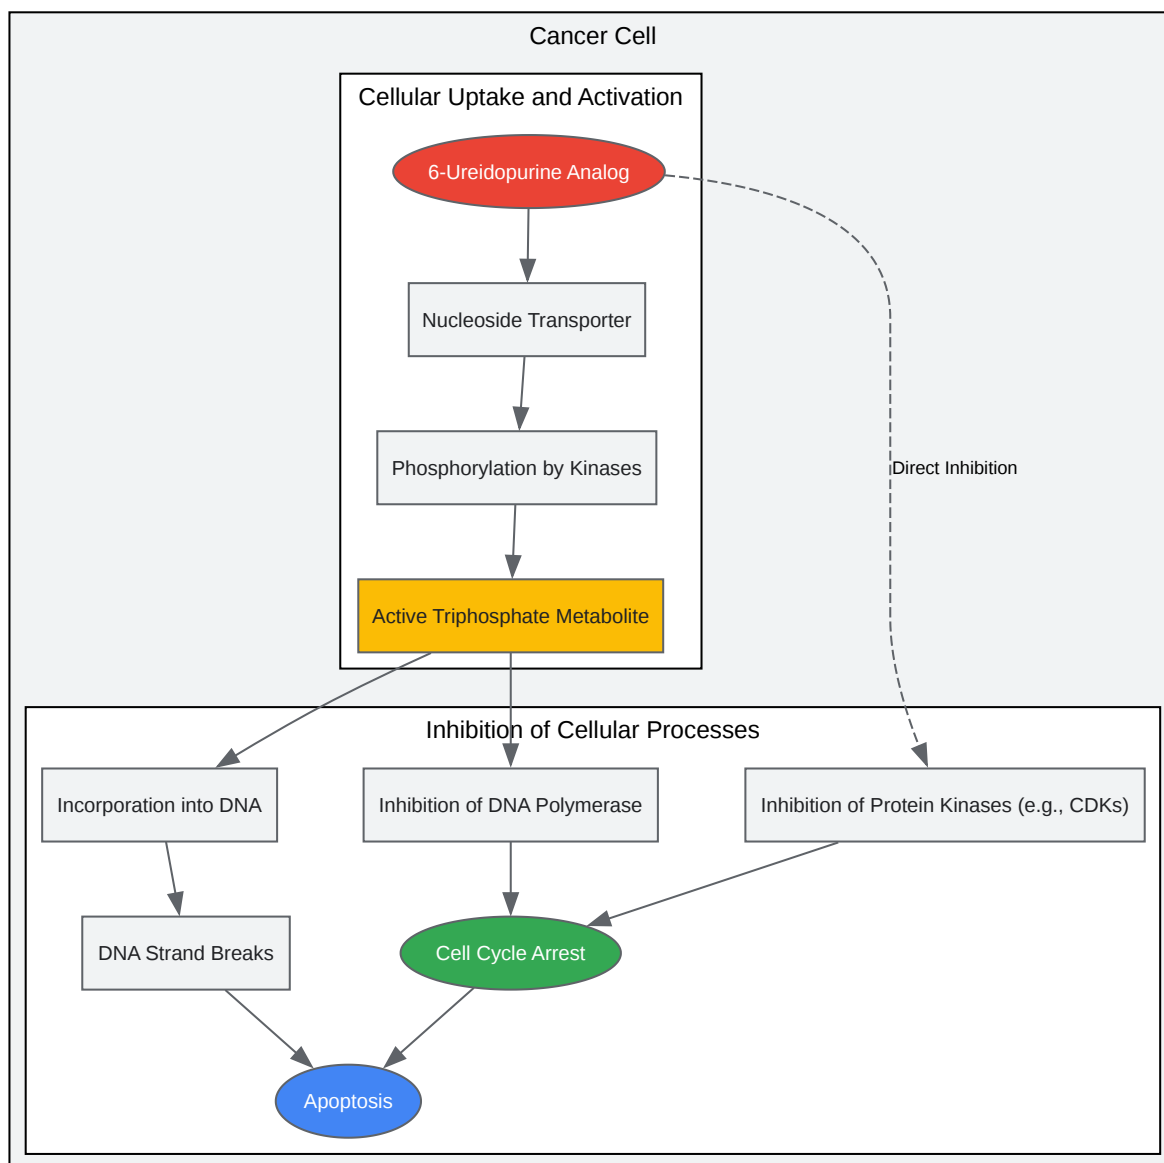 Cancer Cell
Cellular Uptake and Activation
6-Ureidopurine Analog
Nucleoside Transporter
Phosphorylation by Kinases
Direct Inhibition
Active Triphosphate Metabolite
Inhibition of Cellular Processes
Incorporation into DNA
Inhibition of DNA Polymerase
Inhibition of Protein Kinases (e.g., CDKs)
DNA Strand Breaks
Cell Cycle Arrest
Apoptosis